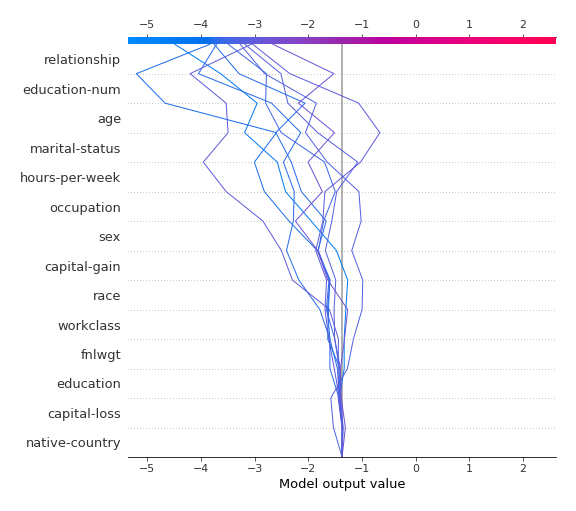 −5 −4 −3 −2 −1 0 1 2
relationship
education-num
age
marital-status
hours-per-week
occupation
sex
capital-gain
race
workclass
fnlwgt
education
capital-loss
native-country
−5 −4 −3 −2 −1 0 1 2
Model output value